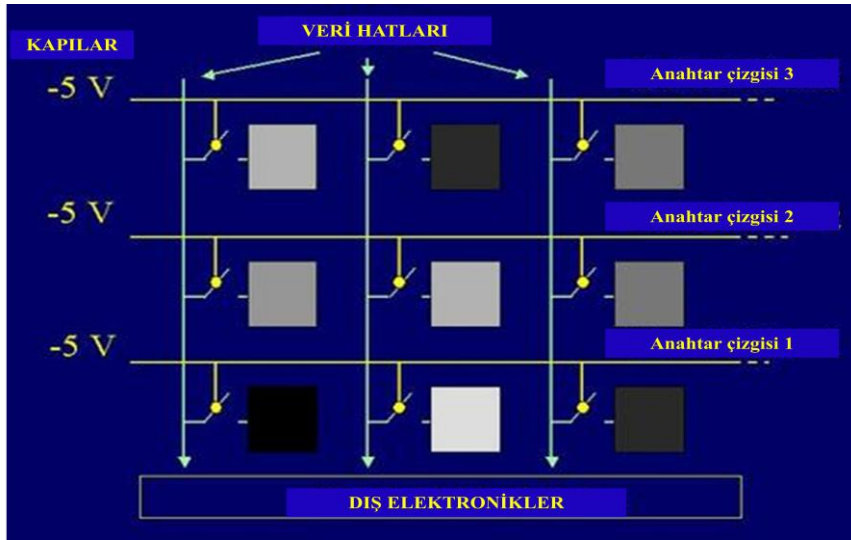 VERİ HATLARI
KAPILAR
Anahtar çizgisi 3
-5 V
Anahtar çizgisi 2
-5 V
Anahtar çizgisi 1
-5 V
DIŞ ELEKTRONİKLER